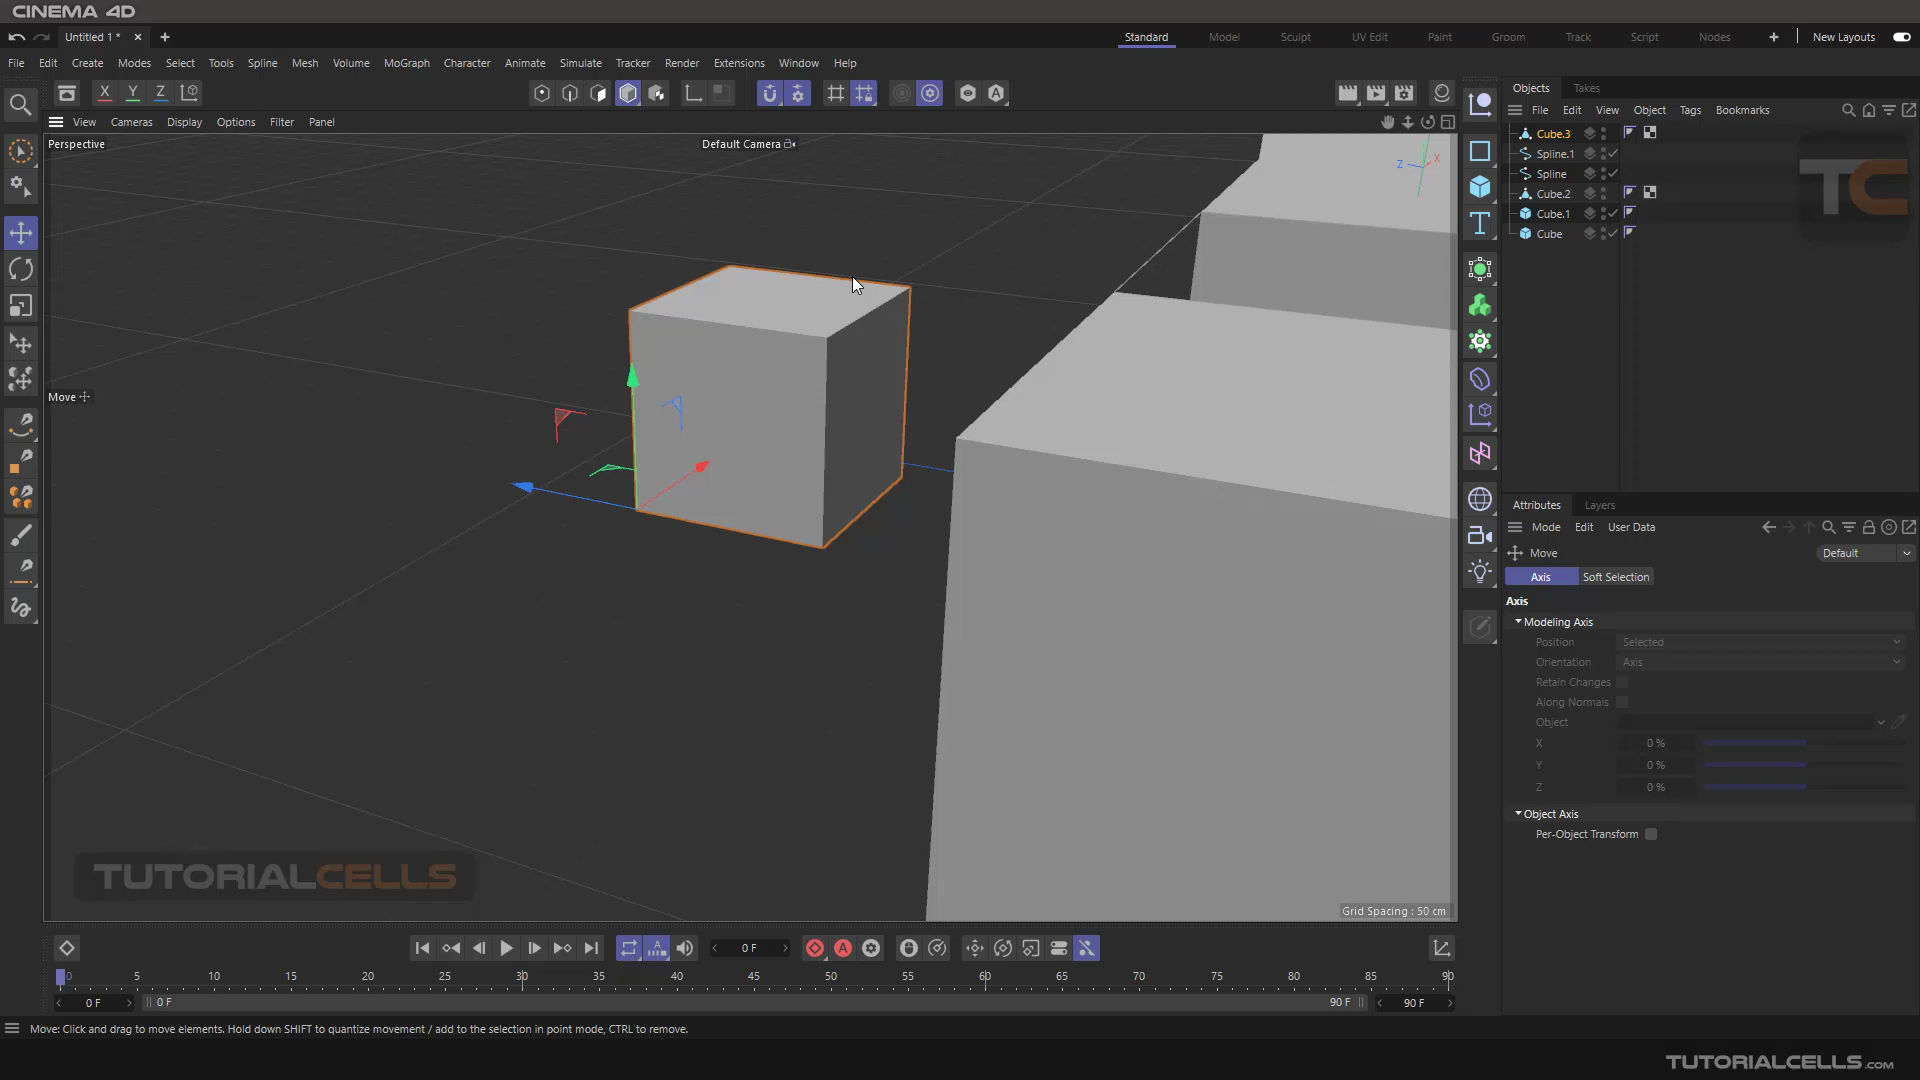 CINEMA 4D
Untitled 1 *
Standard
Model
Sculpt
UV Edit
Paint
Groom
Track
Script
Nodes
New Layouts
File Edit Create Modes Select Tools Spline Mesh Volume MoGraph Character Animate Simulate Tracker Render Extensions Window Help
X Y Z
Objects Takes
View Cameras Display Options Filter Panel
File Edit View Object Tags Bookmarks
Perspective
Default Camera
Z X
Cube.3
Spline.1
Spline
Cube.2
Cube.1
Cube
TC
Move
Attributes Layers
Mode Edit User Data
Move
Default
Axis
Soft Selection
Axis
Modeling Axis
Position Selected
Orientation Axis
Retain Changes
Along Normals
Object
X 0 %
Y 0 %
Z 0 %
Object Axis
Per-Object Transform
TUTORIALCELLS
Grid Spacing : 50 cm
0 F
0 5 10 15 20 25 30 35 40 45 50 55 60 65 70 75 80 85 90
0 F
0 F
90 F
90 F
Move: Click and drag to move elements. Hold down SHIFT to quantize movement / add to the selection in point mode, CTRL to remove.
TUTORIALCELLS.com